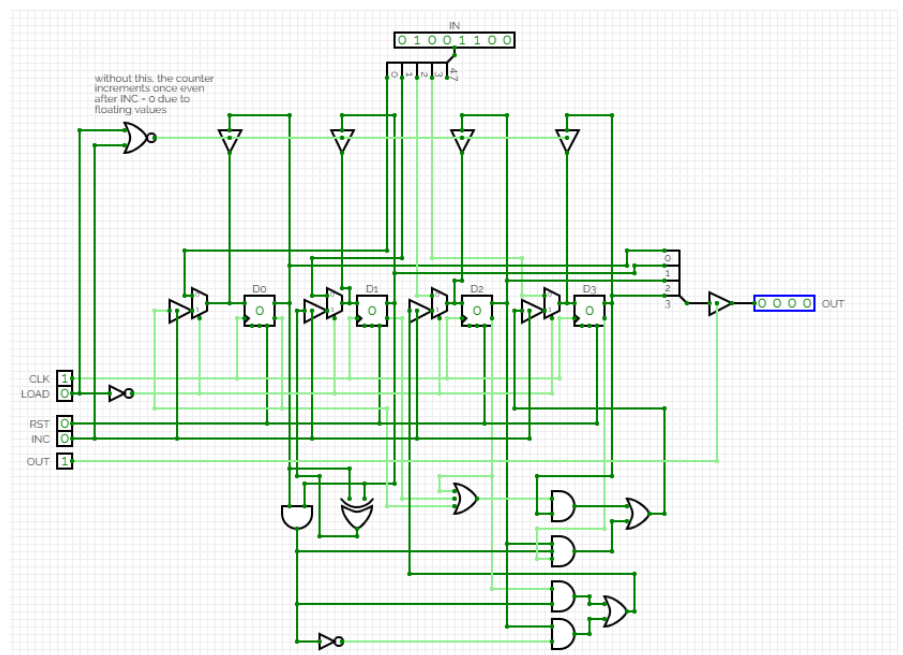 IN
0 1 0 0 1 1 0 0
0 1 2 3 4:7
without this, the counter
increments once even
after INC - 0 due to
floating values
0
1
2
3
D0 D1 D2 D3
0 0 0 0
0 0 0 0 OUT
CLK 1
LOAD 0
RST 0
INC 0
OUT 1